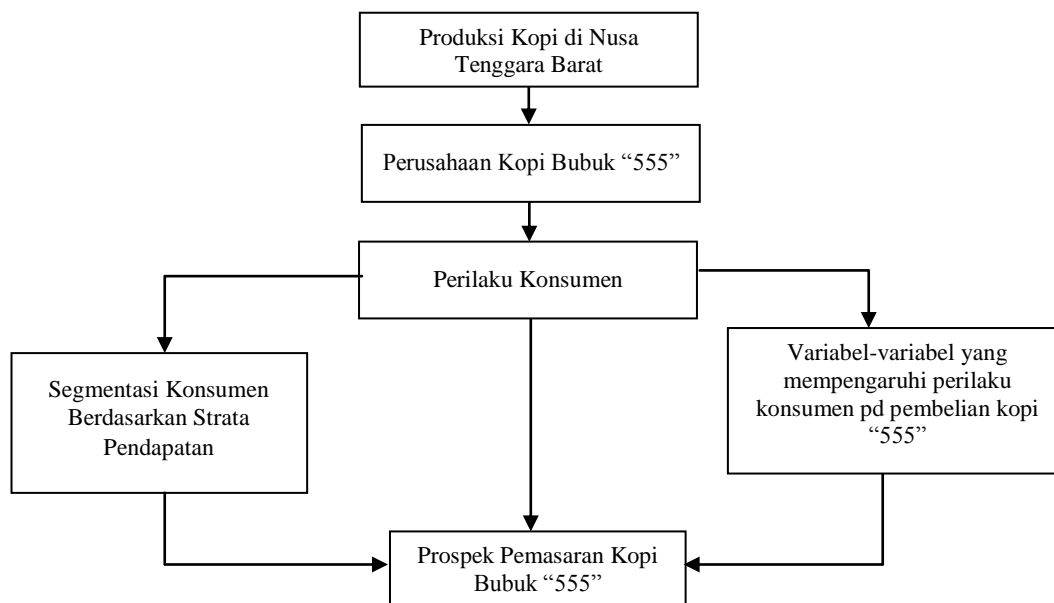 Produksi Kopi di Nusa
Tenggara Barat
Perusahaan Kopi Bubuk “555”
Perilaku Konsumen
Segmentasi Konsumen
Berdasarkan Strata
Pendapatan
Variabel-variabel yang
mempengaruhi perilaku
konsumen pd pembelian kopi
“555”
Prospek Pemasaran Kopi
Bubuk “555”